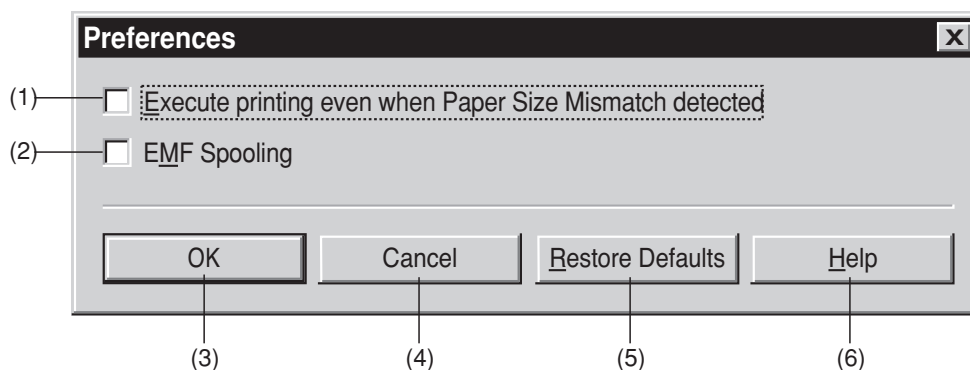 Preferences X
(1) Execute printing even when Paper Size Mismatch detected
(2) EMF Spooling
OK Cancel Restore Defaults Help
(3) (4) (5) (6)